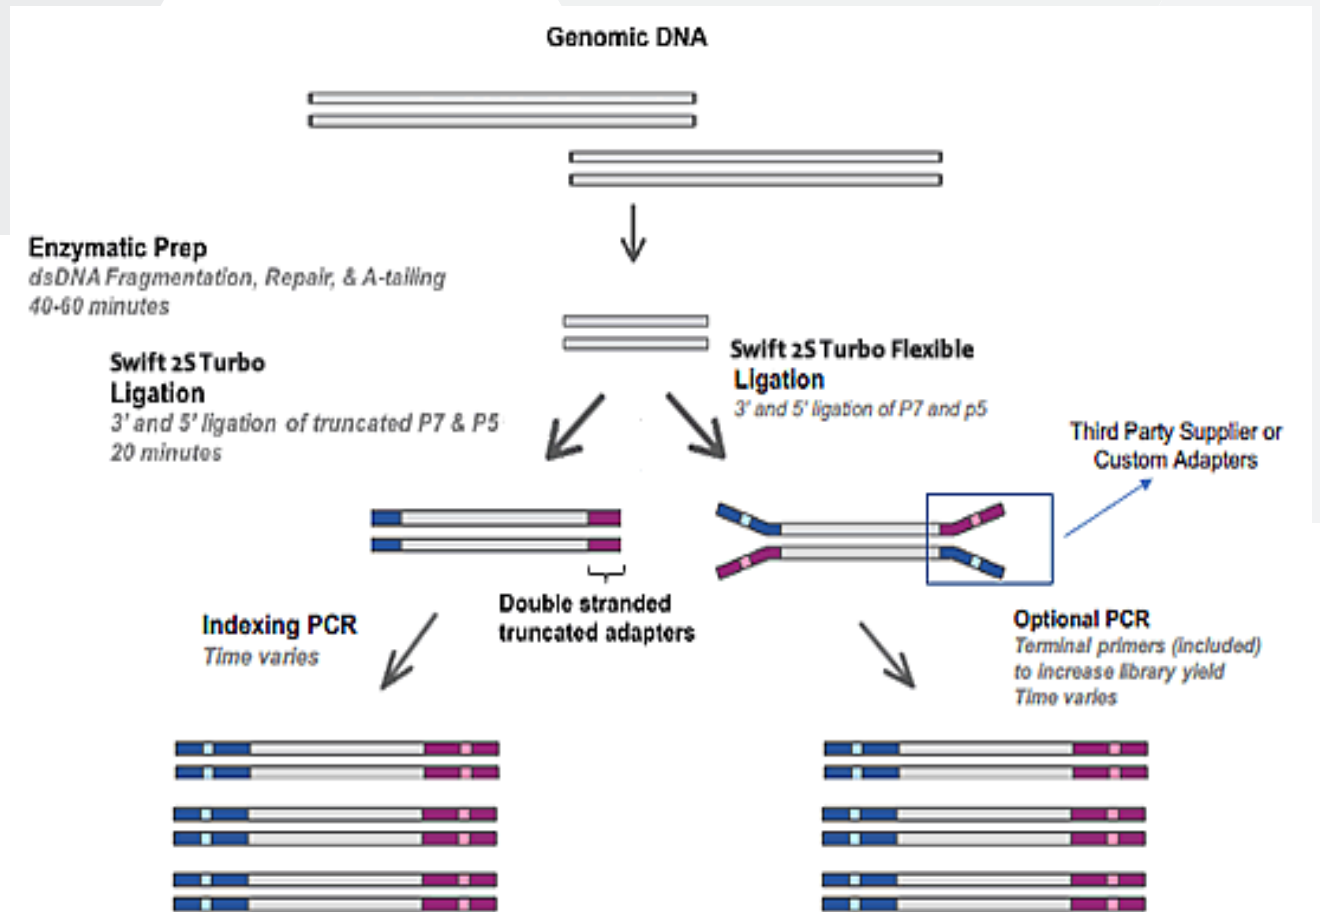 Genomic DNA
Enzymatic Prep
dsDNA Fragmentation, Repair, & A-tailing
40-60 minutes
Swift 2S Turbo
Ligation
3' and 5' ligation of truncated P7 & P5
20 minutes
Swift 2S Turbo Flexible
Ligation
3' and 5' ligation of P7 and p5
Third Party Supplier or
Custom Adapters
Double stranded
truncated adapters
Indexing PCR
Time varies
Optional PCR
Terminal primers (included)
to increase library yield
Time varies